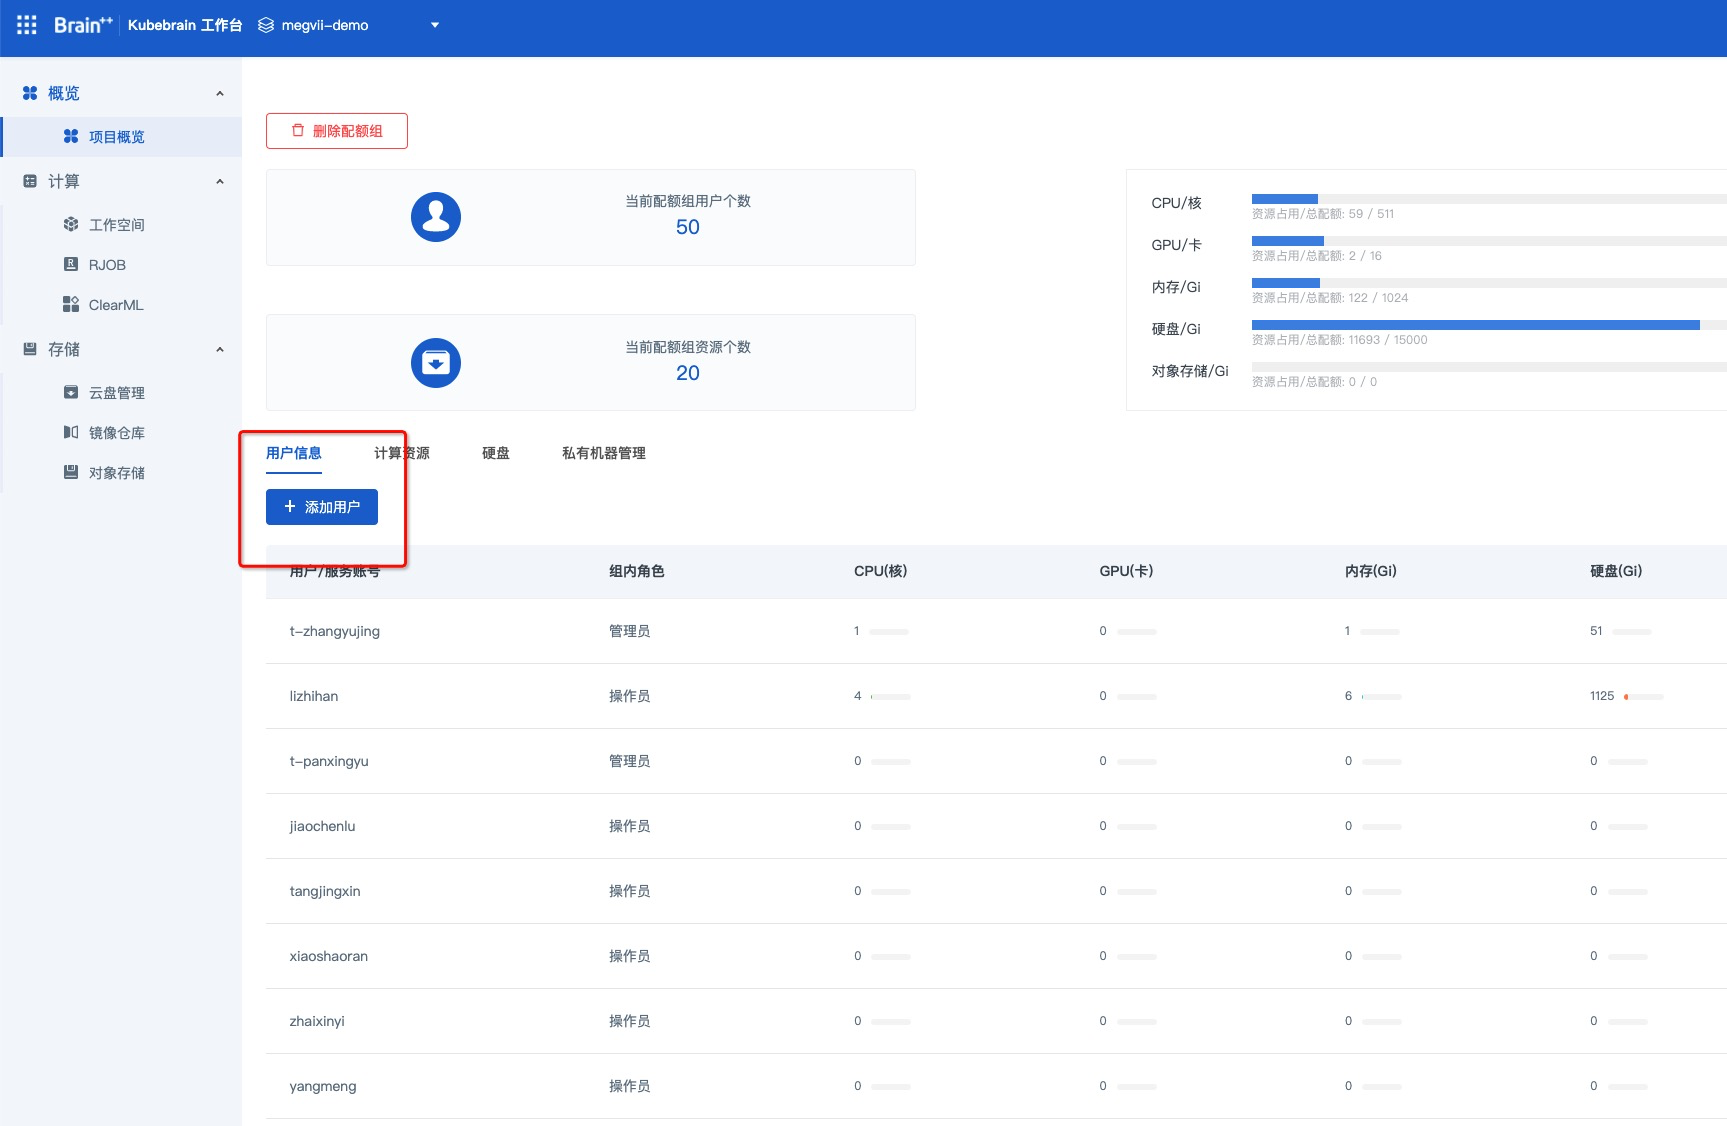 Brain++ Kubebrain 工作台 megvii-demo
概览
项目概览
计算
工作空间
RJOB
ClearML
存储
云盘管理
镜像仓库
对象存储
删除配额组
当前配额组用户个数
50
当前配额组资源个数
20
CPU/核
资源占用/总配额: 59 / 511
GPU/卡
资源占用/总配额: 2 / 16
内存/Gi
资源占用/总配额: 122 / 1024
硬盘/Gi
资源占用/总配额: 11693 / 15000
对象存储/Gi
资源占用/总配额: 0 / 0
用户信息 计算资源 硬盘 私有机器管理
+ 添加用户
用户/服务账号 组内角色 CPU(核) GPU(卡) 内存(Gi) 硬盘(Gi)
t-zhangyujing 管理员 1 0 1 51
lizhihan 操作员 4 0 6 1125
t-panxingyu 管理员 0 0 0 0
jiaochenlu 操作员 0 0 0 0
tangjingxin 操作员 0 0 0 0
xiaoshaoran 操作员 0 0 0 0
zhaixinyi 操作员 0 0 0 0
yangmeng 操作员 0 0 0 0